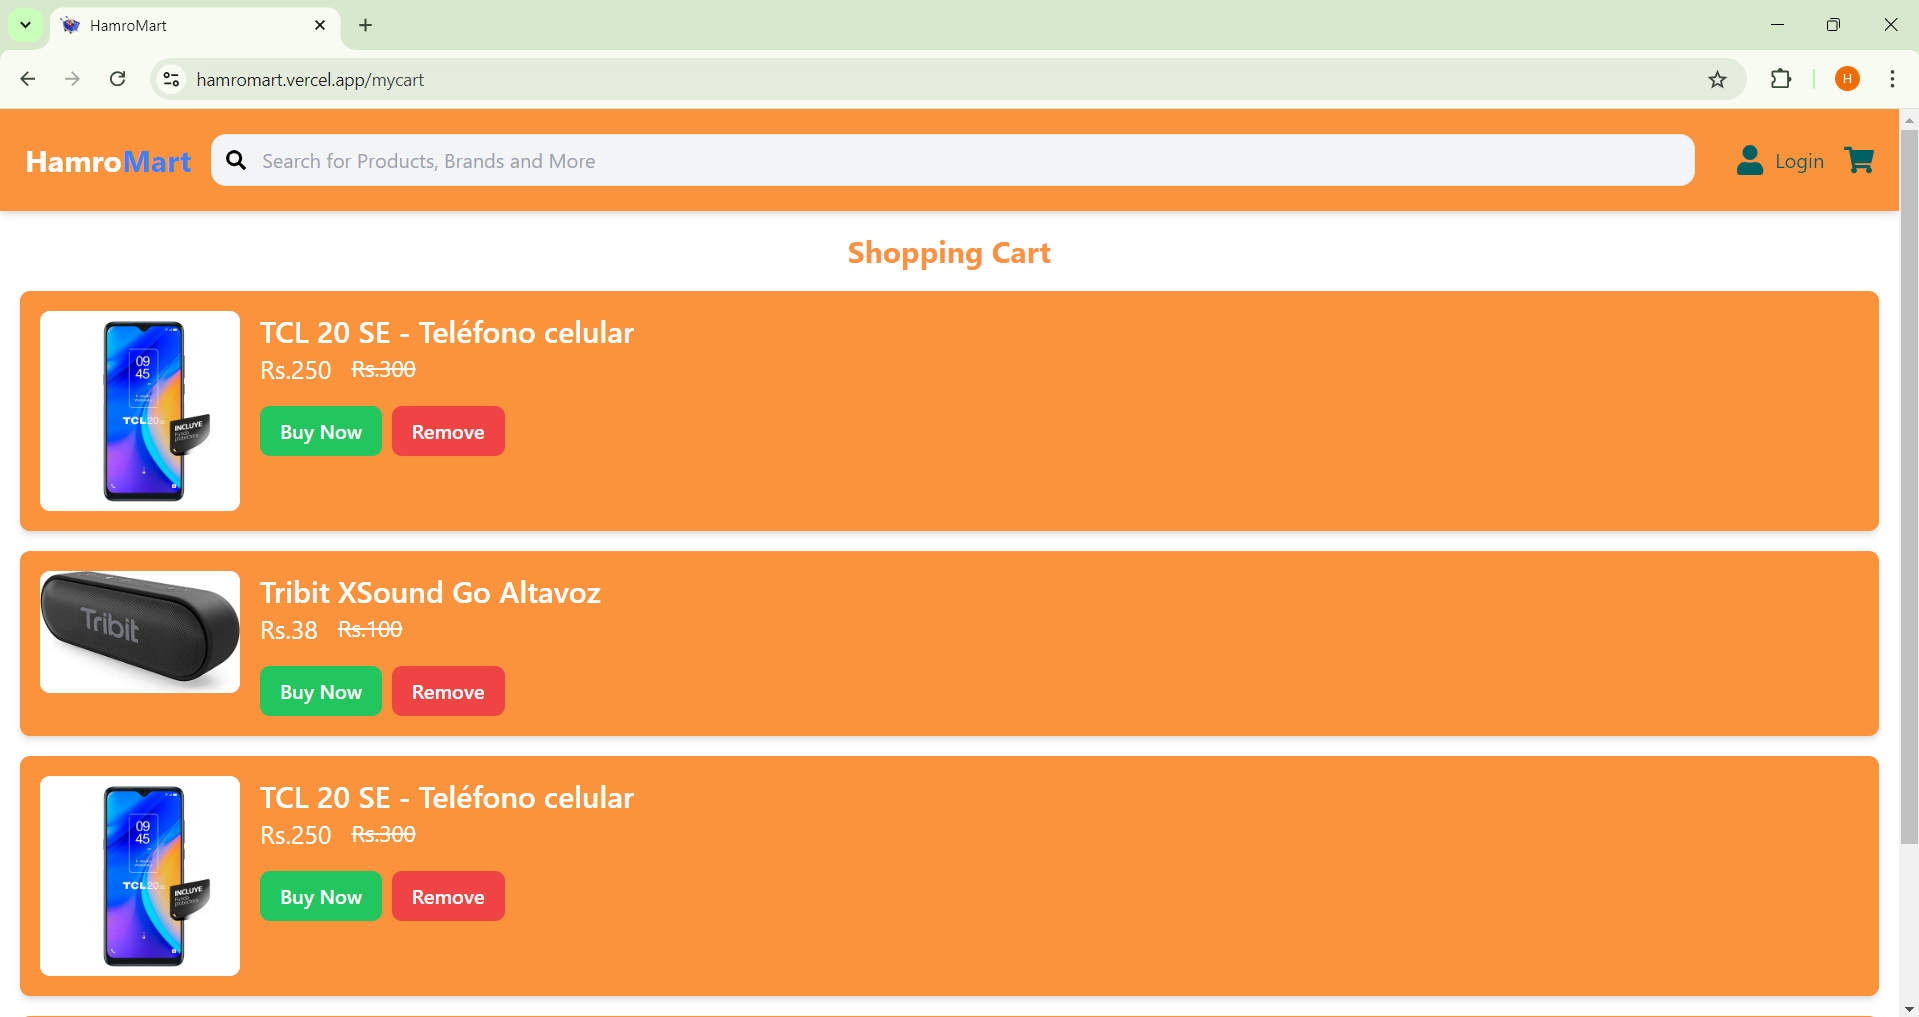 HamroMart
hamromart.vercel.app/mycart
H
HamroMart
Search for Products, Brands and More
Login
Shopping Cart
TCL 20 SE - Teléfono celular
Rs.250 Rs.300
Buy Now Remove
09
45
TCL 20
INCLUYE
Tribit XSound Go Altavoz
Rs.38 Rs.100
Buy Now Remove
Tribit
TCL 20 SE - Teléfono celular
Rs.250 Rs.300
Buy Now Remove
09
45
TCL 20
INCLUYE